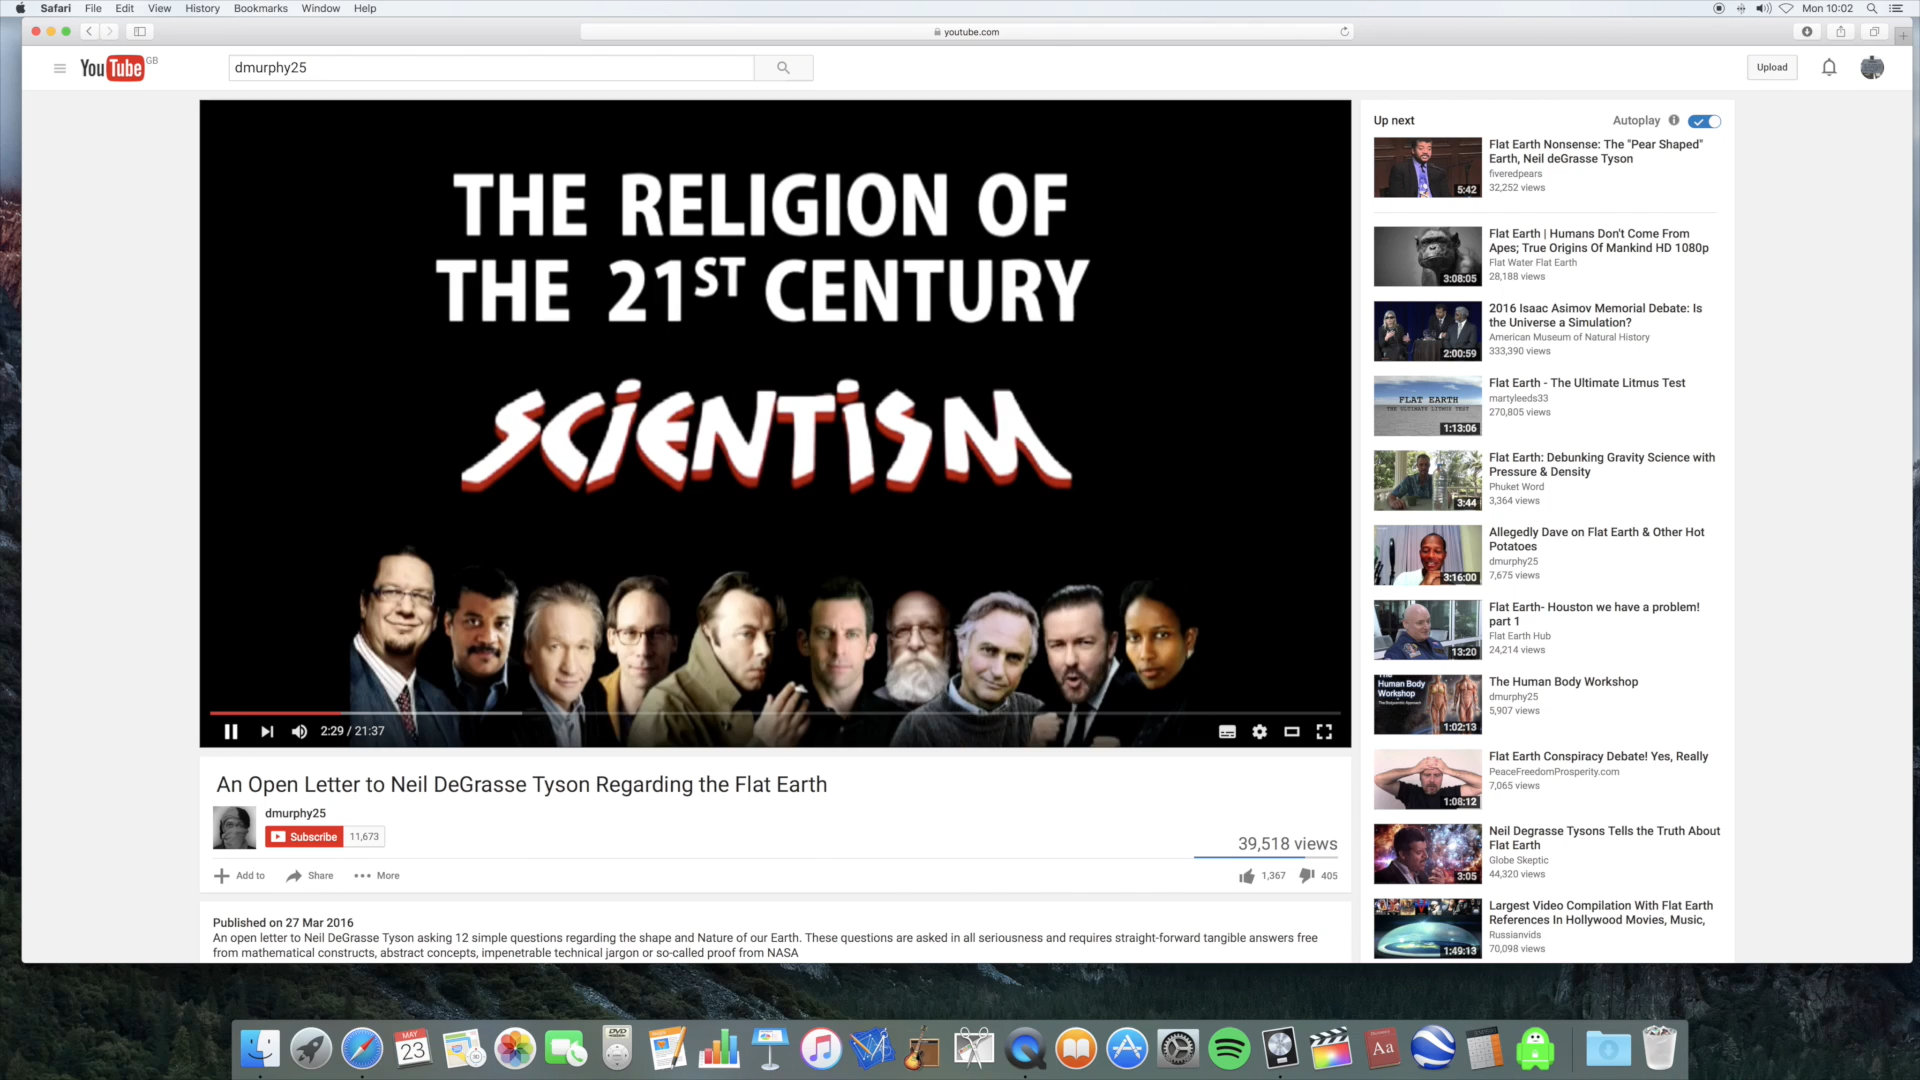 Safari File Edit View History Bookmarks Window Help
Mon 10:02
youtube.com
YouTube GB
dmurphy25
Upload
THE RELIGION OF
THE 21ST CENTURY
SCIENTISM
2:29 / 21:37
An Open Letter to Neil DeGrasse Tyson Regarding the Flat Earth
dmurphy25
Subscribe 11,673
39,518 views
Add to Share More
1,367 405
Published on 27 Mar 2016
An open letter to Neil DeGrasse Tyson asking 12 simple questions regarding the shape and Nature of our Earth. These questions are asked in all seriousness and requires straight-forward tangible answers free
from mathematical constructs, abstract concepts, impenetrable technical jargon or so-called proof from NASA
Up next
Autoplay
5:42
Flat Earth Nonsense: The "Pear Shaped"
Earth, Neil deGrasse Tyson
fiveredpears
32,252 views
3:08:05
Flat Earth | Humans Don't Come From
Apes; True Origins Of Mankind HD 1080p
Flat Water Flat Earth
28,188 views
2:00:59
2016 Isaac Asimov Memorial Debate: Is
the Universe a Simulation?
American Museum of Natural History
333,390 views
FLAT EARTH
THE ULTIMATE LITMUS TEST
1:13:06
Flat Earth - The Ultimate Litmus Test
martyleeds33
270,805 views
3:44
Flat Earth: Debunking Gravity Science with
Pressure & Density
Phuket Word
3,364 views
3:16:00
Allegedly Dave on Flat Earth & Other Hot
Potatoes
dmurphy25
7,675 views
13:20
Flat Earth- Houston we have a problem!
part 1
Flat Earth Hub
24,214 views
The
Human Body
Workshop
1:02:13
The Human Body Workshop
dmurphy25
5,907 views
1:08:12
Flat Earth Conspiracy Debate! Yes, Really
PeaceFreedomProsperity.com
7,065 views
3:05
Neil Degrasse Tysons Tells the Truth About
Flat Earth
Globe Skeptic
44,320 views
1:49:13
Largest Video Compilation With Flat Earth
References In Hollywood Movies, Music,
Russianvids
70,098 views
MAY
23
DVD
Aa